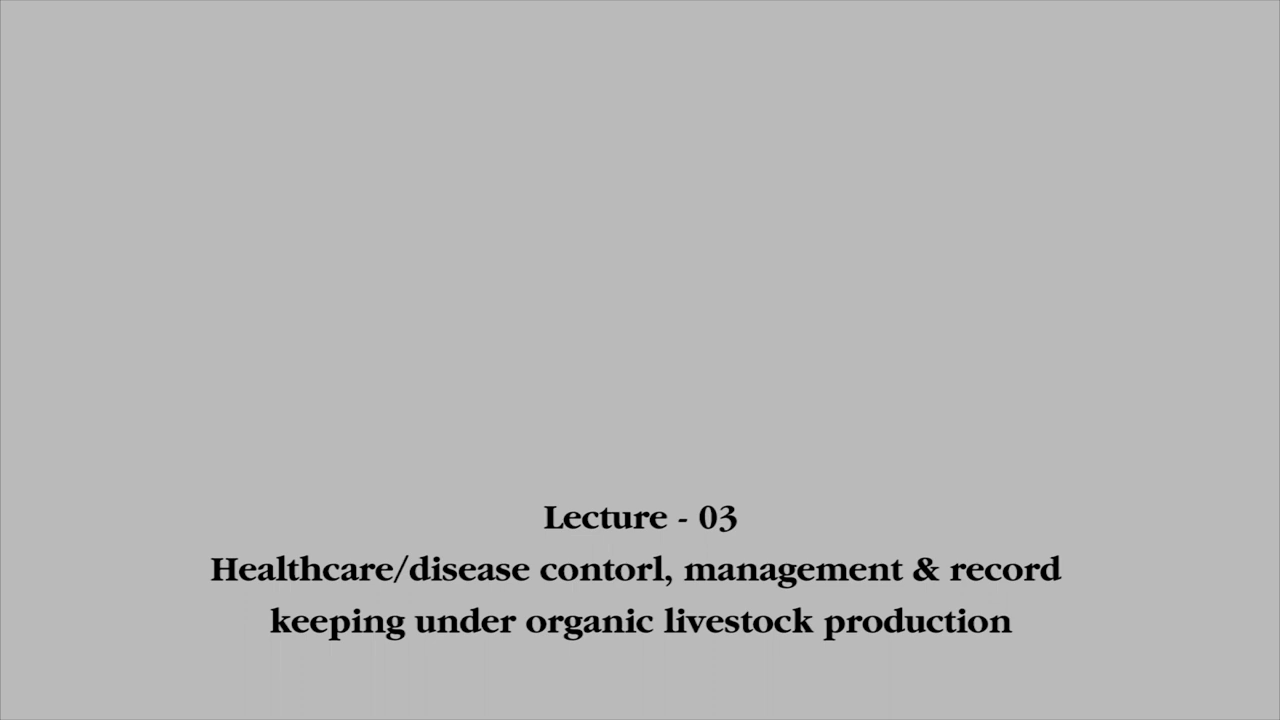 Lecture - 03
Healthcare/disease contorl, management & record
keeping under organic livestock production